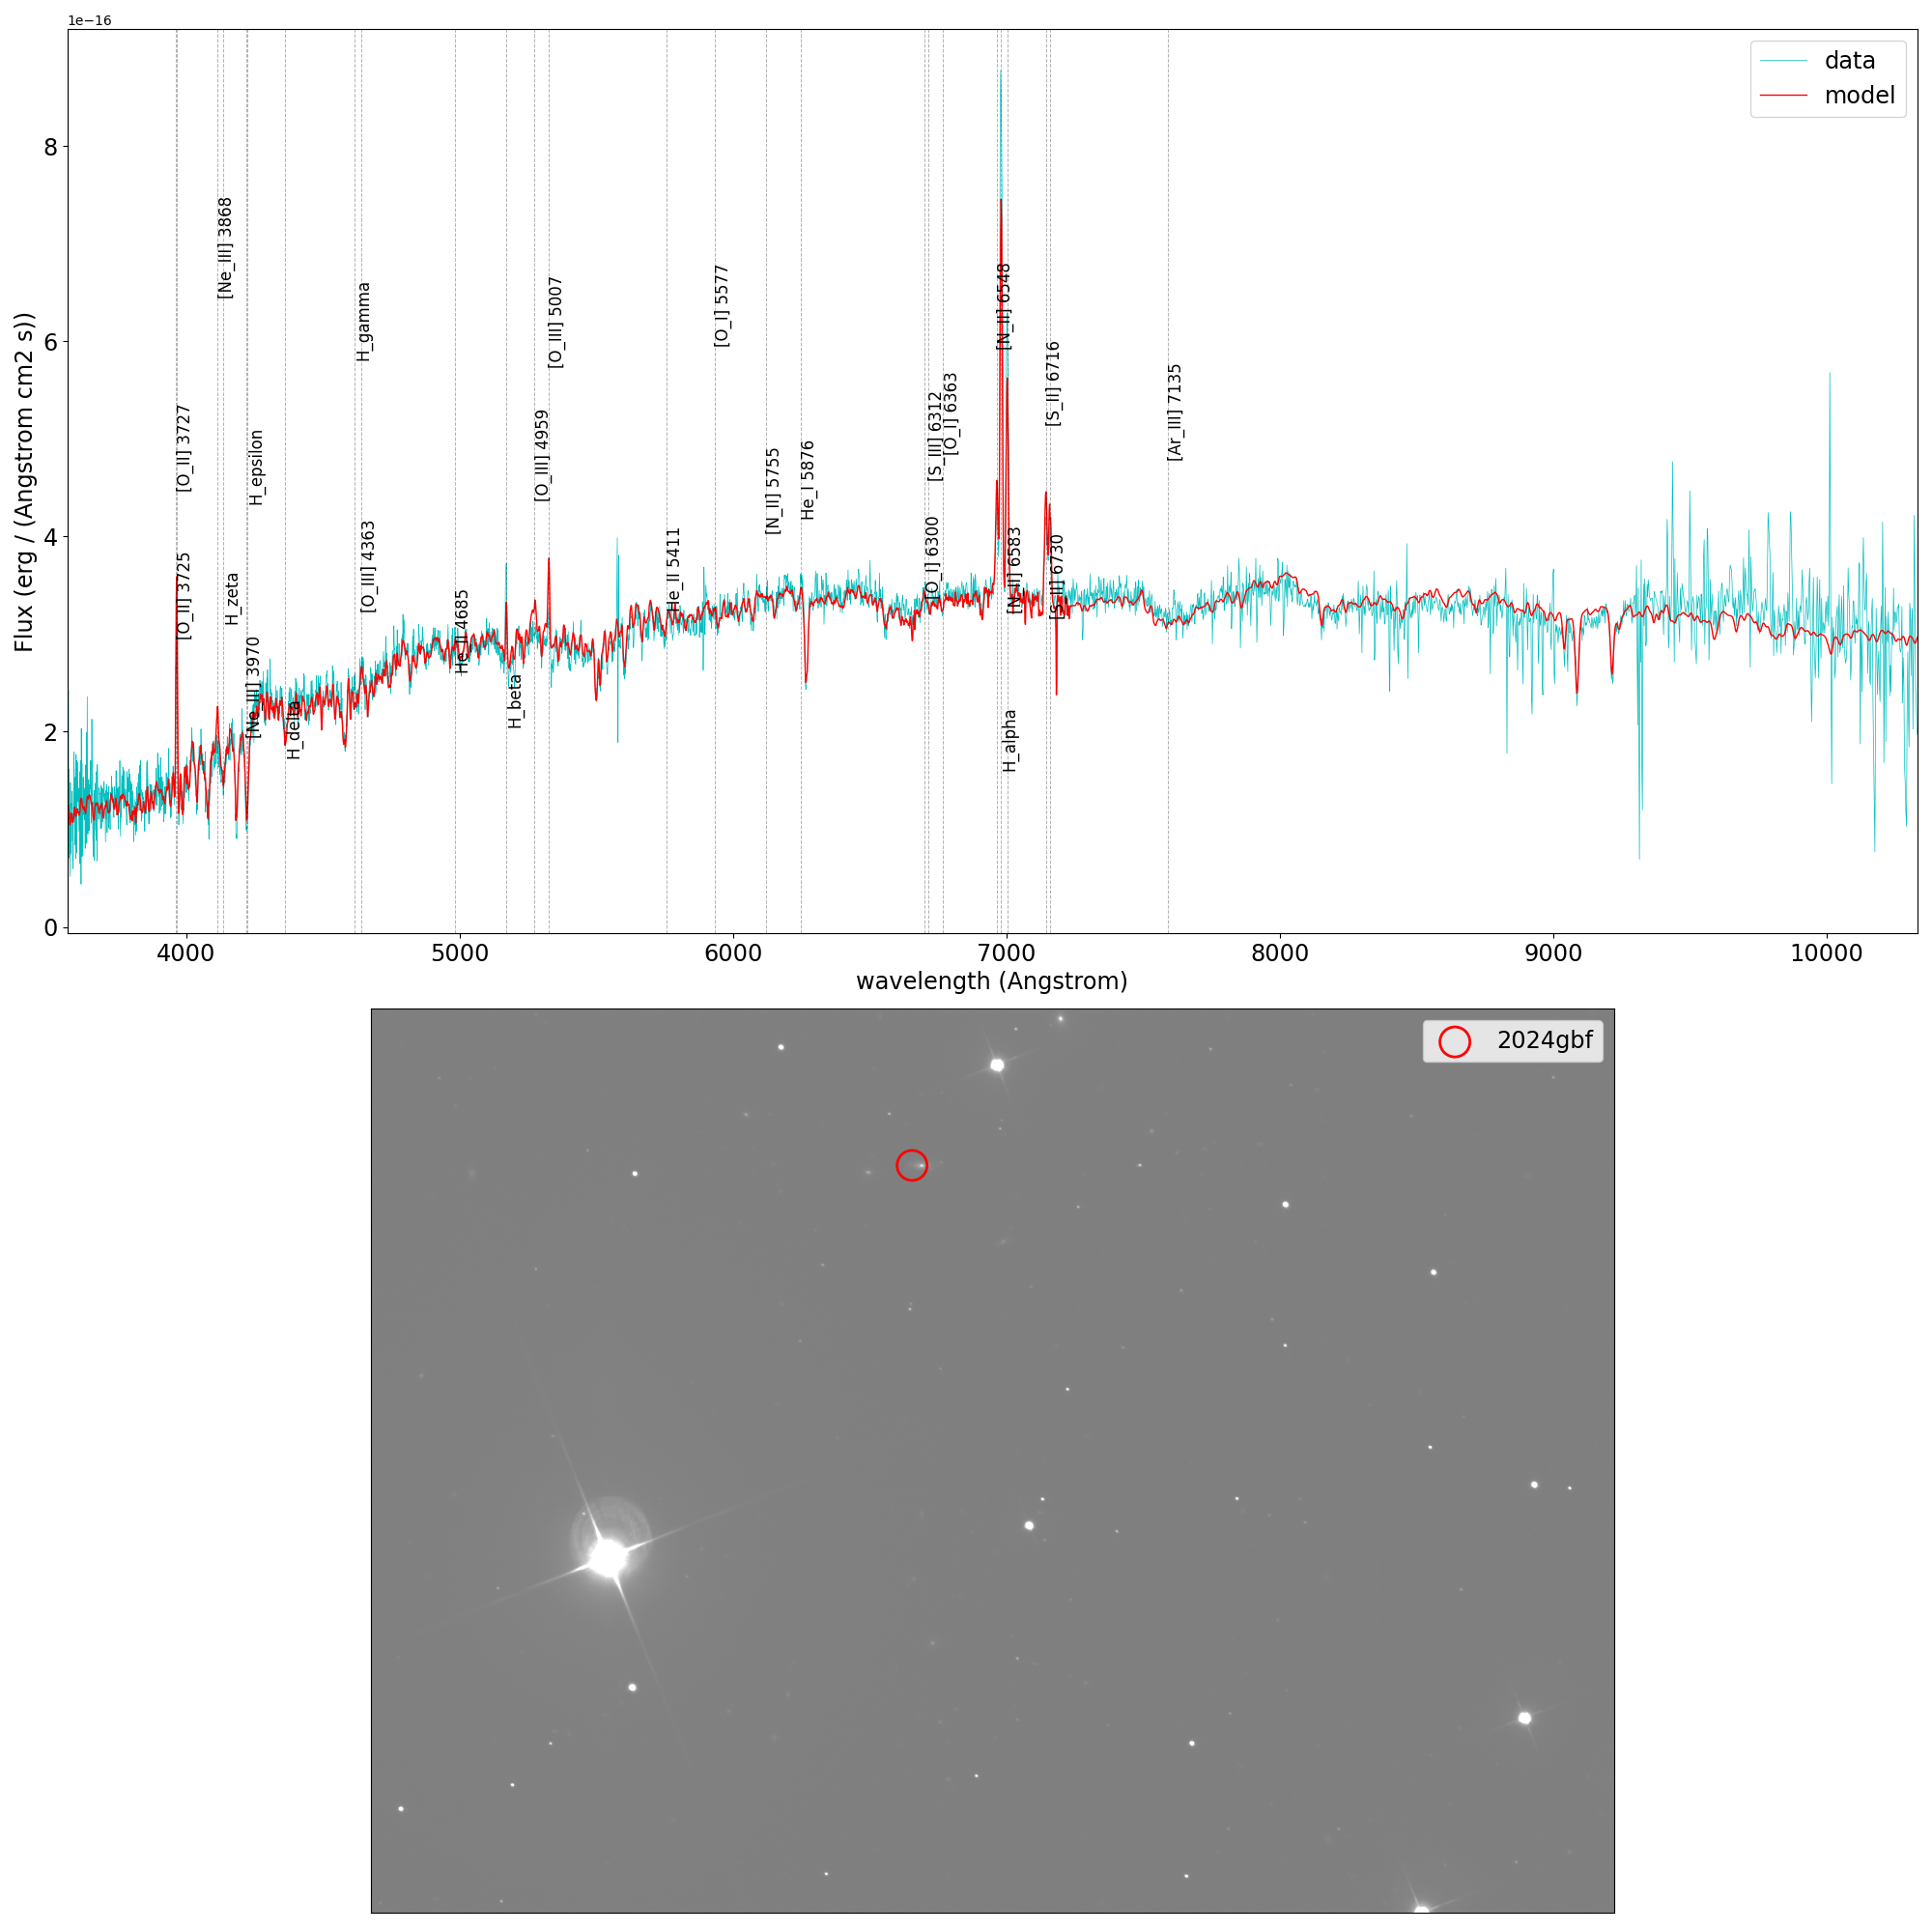 1e−16
data
model
[Ne_III] 3868
[O_III] 5007
[O_I] 5577
[N_II] 6548
H_gamma
[S_II] 6716
[Ar_III] 7135
[O_I] 6363
[S_III] 6312
[O_II] 3727
[O_III] 4959
H_epsilon
[N_II] 5755
He_I 5876
[O_III] 4363
[O_II] 3725
H_zeta
He_II 4685
He_II 5411
[O_I] 6300
[N_II] 6583
[S_II] 6730
[Ne_III] 3970
H_delta
H_beta
H_alpha
8
6
4
2
0
Flux (erg / (Angstrom cm2 s))
4000 5000 6000 7000 8000 9000 10000
wavelength (Angstrom)
2024gbf